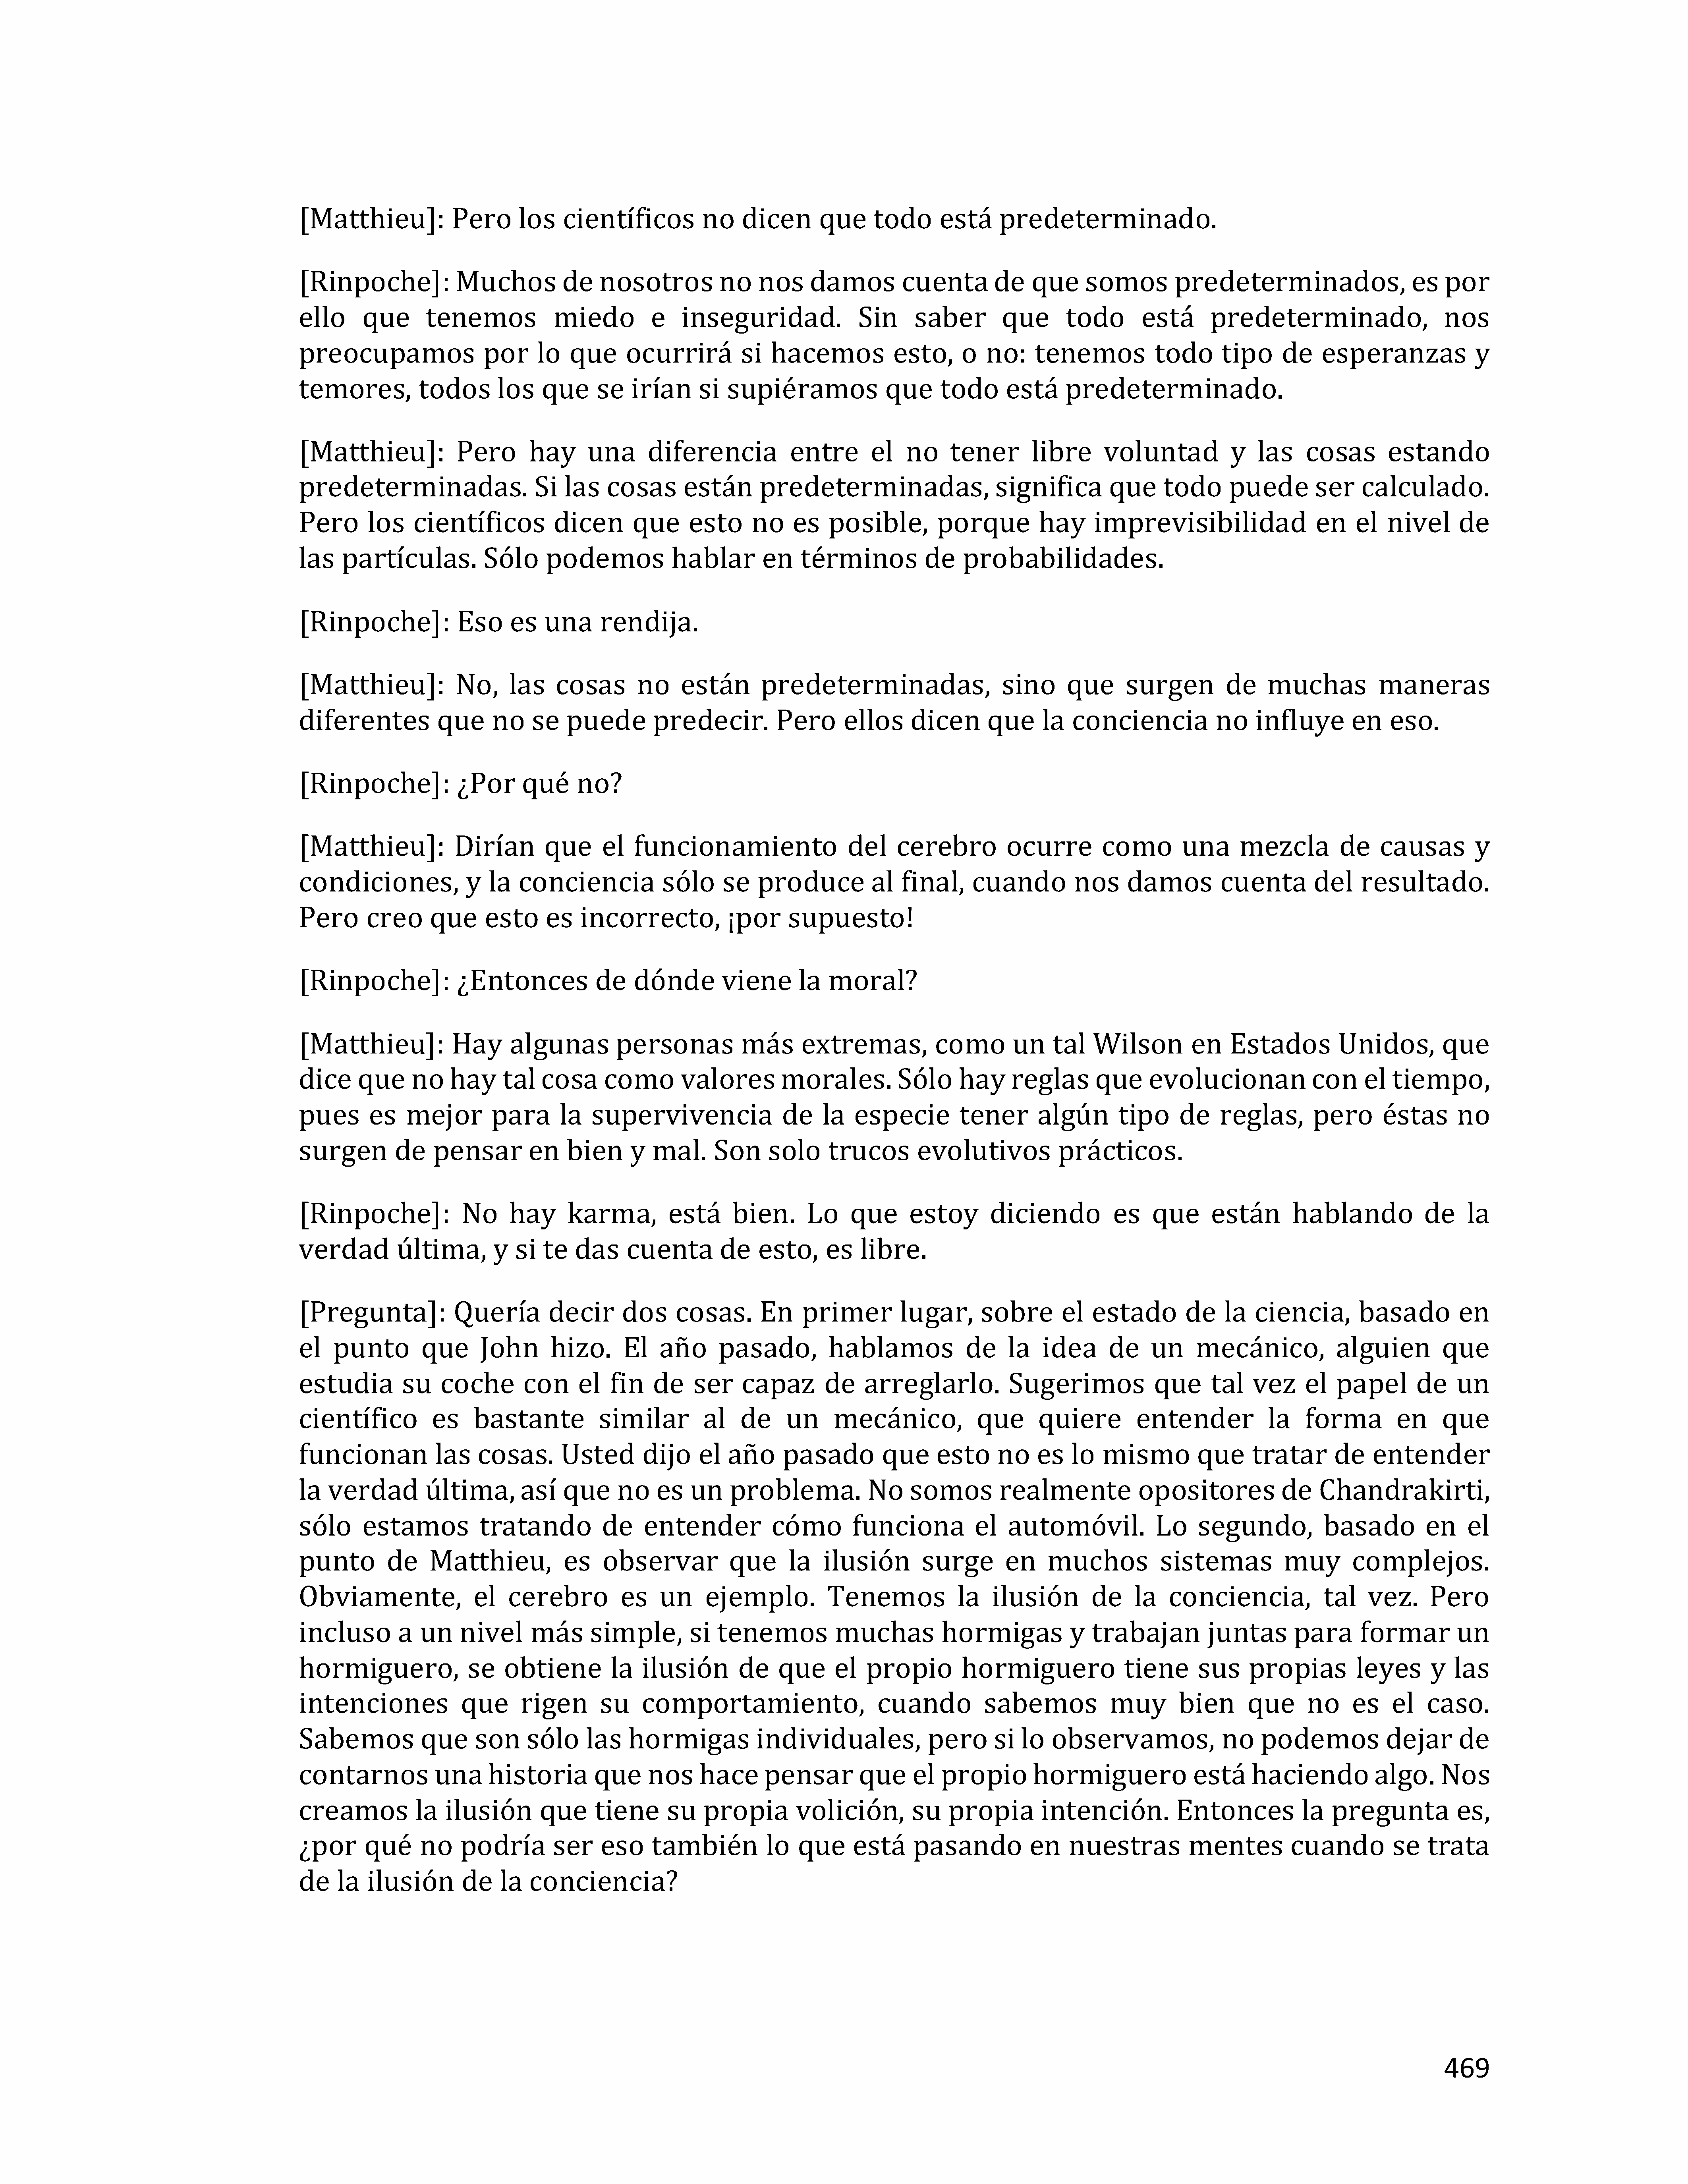 [Matthieu]: Pero los científicos no dicen que todo está predeterminado.
[Rinpoche]: Muchos de nosotros no nos damos cuenta de que somos predeterminados, es por
ello que tenemos miedo e inseguridad. Sin saber que todo está predeterminado, nos
preocupamos por lo que ocurrirá si hacemos esto, o no: tenemos todo tipo de esperanzas y
temores, todos los que se irían si supiéramos que todo está predeterminado.
[Matthieu]: Pero hay una diferencia entre el no tener libre voluntad y las cosas estando
predeterminadas. Si las cosas están predeterminadas, significa que todo puede ser calculado.
Pero los científicos dicen que esto no es posible, porque hay imprevisibilidad en el nivel de
las partículas. Sólo podemos hablar en términos de probabilidades.
[Rinpoche]: Eso es una rendija.
[Matthieu]: No, las cosas no están predeterminadas, sino que surgen de muchas maneras
diferentes que no se puede predecir. Pero ellos dicen que la conciencia no influye en eso.
[Rinpoche]: ¿Por qué no?
[Matthieu]: Dirían que el funcionamiento del cerebro ocurre como una mezcla de causas y
condiciones, y la conciencia sólo se produce al final, cuando nos damos cuenta del resultado.
Pero creo que esto es incorrecto, ¡por supuesto!
[Rinpoche]: ¿Entonces de dónde viene la moral?
[Matthieu]: Hay algunas personas más extremas, como un tal Wilson en Estados Unidos, que
dice que no hay tal cosa como valores morales. Sólo hay reglas que evolucionan con el tiempo,
pues es mejor para la supervivencia de la especie tener algún tipo de reglas, pero éstas no
surgen de pensar en bien y mal. Son solo trucos evolutivos prácticos.
[Rinpoche]: No hay karma, está bien. Lo que estoy diciendo es que están hablando de la
verdad última, y si te das cuenta de esto, es libre.
[Pregunta]: Quería decir dos cosas. En primer lugar, sobre el estado de la ciencia, basado en
el punto que John hizo. El año pasado, hablamos de la idea de un mecánico, alguien que
estudia su coche con el fin de ser capaz de arreglarlo. Sugerimos que tal vez el papel de un
científico es bastante similar al de un mecánico, que quiere entender la forma en que
funcionan las cosas. Usted dijo el año pasado que esto no es lo mismo que tratar de entender
la verdad última, así que no es un problema. No somos realmente opositores de Chandrakirti,
sólo estamos tratando de entender cómo funciona el automóvil. Lo segundo, basado en el
punto de Matthieu, es observar que la ilusión surge en muchos sistemas muy complejos.
Obviamente, el cerebro es un ejemplo. Tenemos la ilusión de la conciencia, tal vez. Pero
incluso a un nivel más simple, si tenemos muchas hormigas y trabajan juntas para formar un
hormiguero, se obtiene la ilusión de que el propio hormiguero tiene sus propias leyes y las
intenciones que rigen su comportamiento, cuando sabemos muy bien que no es el caso.
Sabemos que son sólo las hormigas individuales, pero si lo observamos, no podemos dejar de
contarnos una historia que nos hace pensar que el propio hormiguero está haciendo algo. Nos
creamos la ilusión que tiene su propia volición, su propia intención. Entonces la pregunta es,
¿por qué no podría ser eso también lo que está pasando en nuestras mentes cuando se trata
de la ilusión de la conciencia?
469